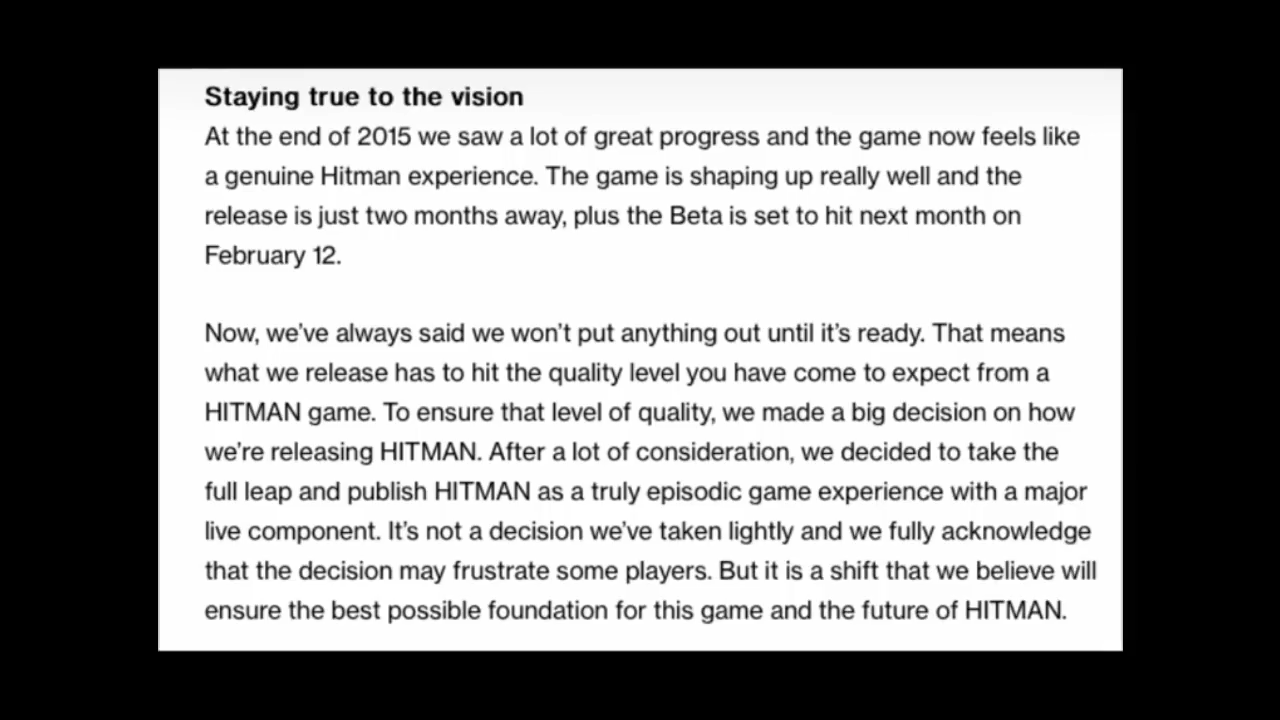 Staying true to the vision
At the end of 2015 we saw a lot of great progress and the game now feels like
a genuine Hitman experience. The game is shaping up really well and the
release is just two months away, plus the Beta is set to hit next month on
February 12.
Now, we’ve always said we won’t put anything out until it’s ready. That means
what we release has to hit the quality level you have come to expect from a
HITMAN game. To ensure that level of quality, we made a big decision on how
we’re releasing HITMAN. After a lot of consideration, we decided to take the
full leap and publish HITMAN as a truly episodic game experience with a major
live component. It’s not a decision we’ve taken lightly and we fully acknowledge
that the decision may frustrate some players. But it is a shift that we believe will
ensure the best possible foundation for this game and the future of HITMAN.